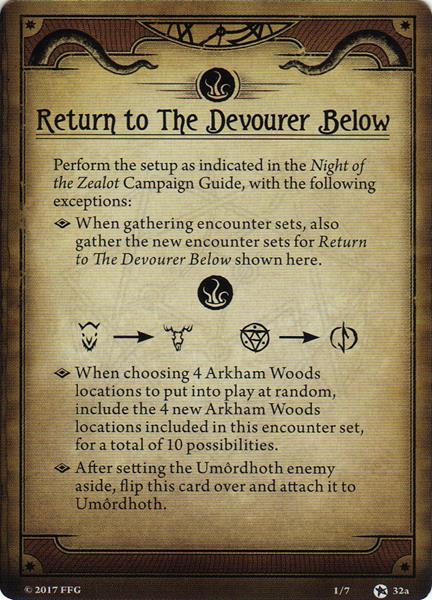 Return to The Devourer Below
Perform the setup as indicated in the Night of
the Zealot Campaign Guide, with the following
exceptions:
When gathering encounter sets, also
gather the new encounter sets for Return
to The Devourer Below shown here.
When choosing 4 Arkham Woods
locations to put into play at random,
include the 4 new Arkham Woods
locations included in this encounter set,
for a total of 10 possibilities.
After setting the Umôrdhoth enemy
aside, flip this card over and attach it to
Umôrdhoth.
© 2017 FFG
1/7
32a